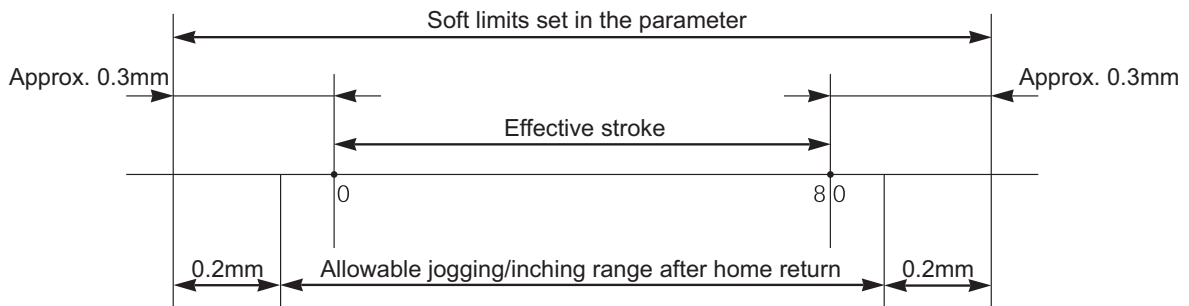 Soft limits set in the parameter
Approx. 0.3mm
Approx. 0.3mm
Effective stroke
0
80
0.2mm
Allowable jogging/inching range after home return
0.2mm